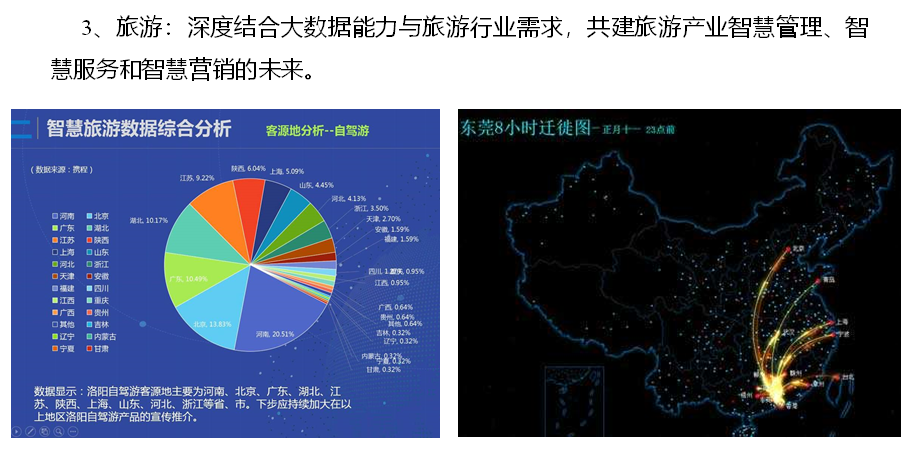 3、旅游：深度结合大数据能力与旅游行业需求，共建旅游产业智慧管理、智
慧服务和智慧营销的未来。
智慧旅游数据综合分析
客源地分析--自驾游
（数据来源：携程）
河南 北京
广东 湖北
江苏 陕西
上海 山东
河北 浙江
天津 安徽
福建 四川
江西 重庆
广西 贵州
其他 吉林
辽宁 内蒙古
宁夏 甘肃
陕西, 6.04%
上海, 5.09%
山东, 4.45%
河北, 4.13%
浙江, 3.50%
天津, 2.70%
安徽, 1.59%
福建, 1.59%
四川, 1.
0.95%
江西, 0.95%
广西, 0.64%
贵州, 0.64%
其他, 0.64%
吉林, 0.32%
辽宁, 0.32%
内蒙古, 0.32%
宁夏, 0.32%
甘肃, 0.32%
江苏, 9.22%
湖北, 10.17%
广东, 10.49%
北京, 13.83%
河南, 20.51%
数据显示：洛阳自驾游客源地主要为河南、北京、广东、湖北、江
苏、陕西、上海、山东、河北、浙江等省、市。下步应持续加大在以
上地区洛阳自驾游产品的宣传推介。
东莞8小时迁徙图--正月十一 23点前
北京
青岛
上海
宁波
武汉
台北
香港